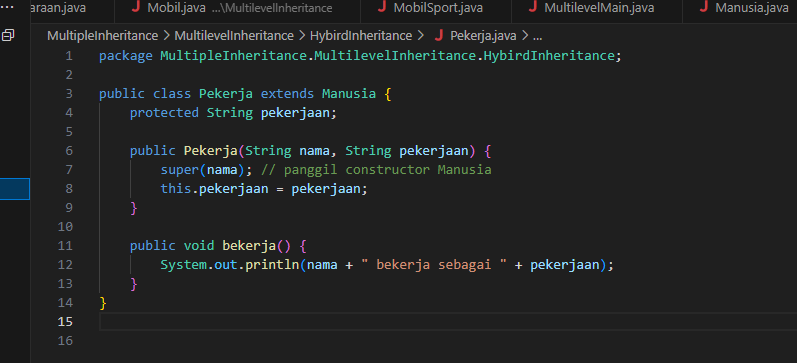 ... araan.java J Mobil.java ...\MultilevelInheritance J MobilSport.java J MultilevelMain.java J Manusia.java
MultipleInheritance > MultilevelInheritance > HybirdInheritance > J Pekerja.java > ...
1 package MultipleInheritance.MultilevelInheritance.HybirdInheritance;
2
3 public class Pekerja extends Manusia {
4 protected String pekerjaan;
5
6 public Pekerja(String nama, String pekerjaan) {
7 super(nama); // panggil constructor Manusia
8 this.pekerjaan = pekerjaan;
9 }
10
11 public void bekerja() {
12 System.out.println(nama + " bekerja sebagai " + pekerjaan);
13 }
14 }
15
16